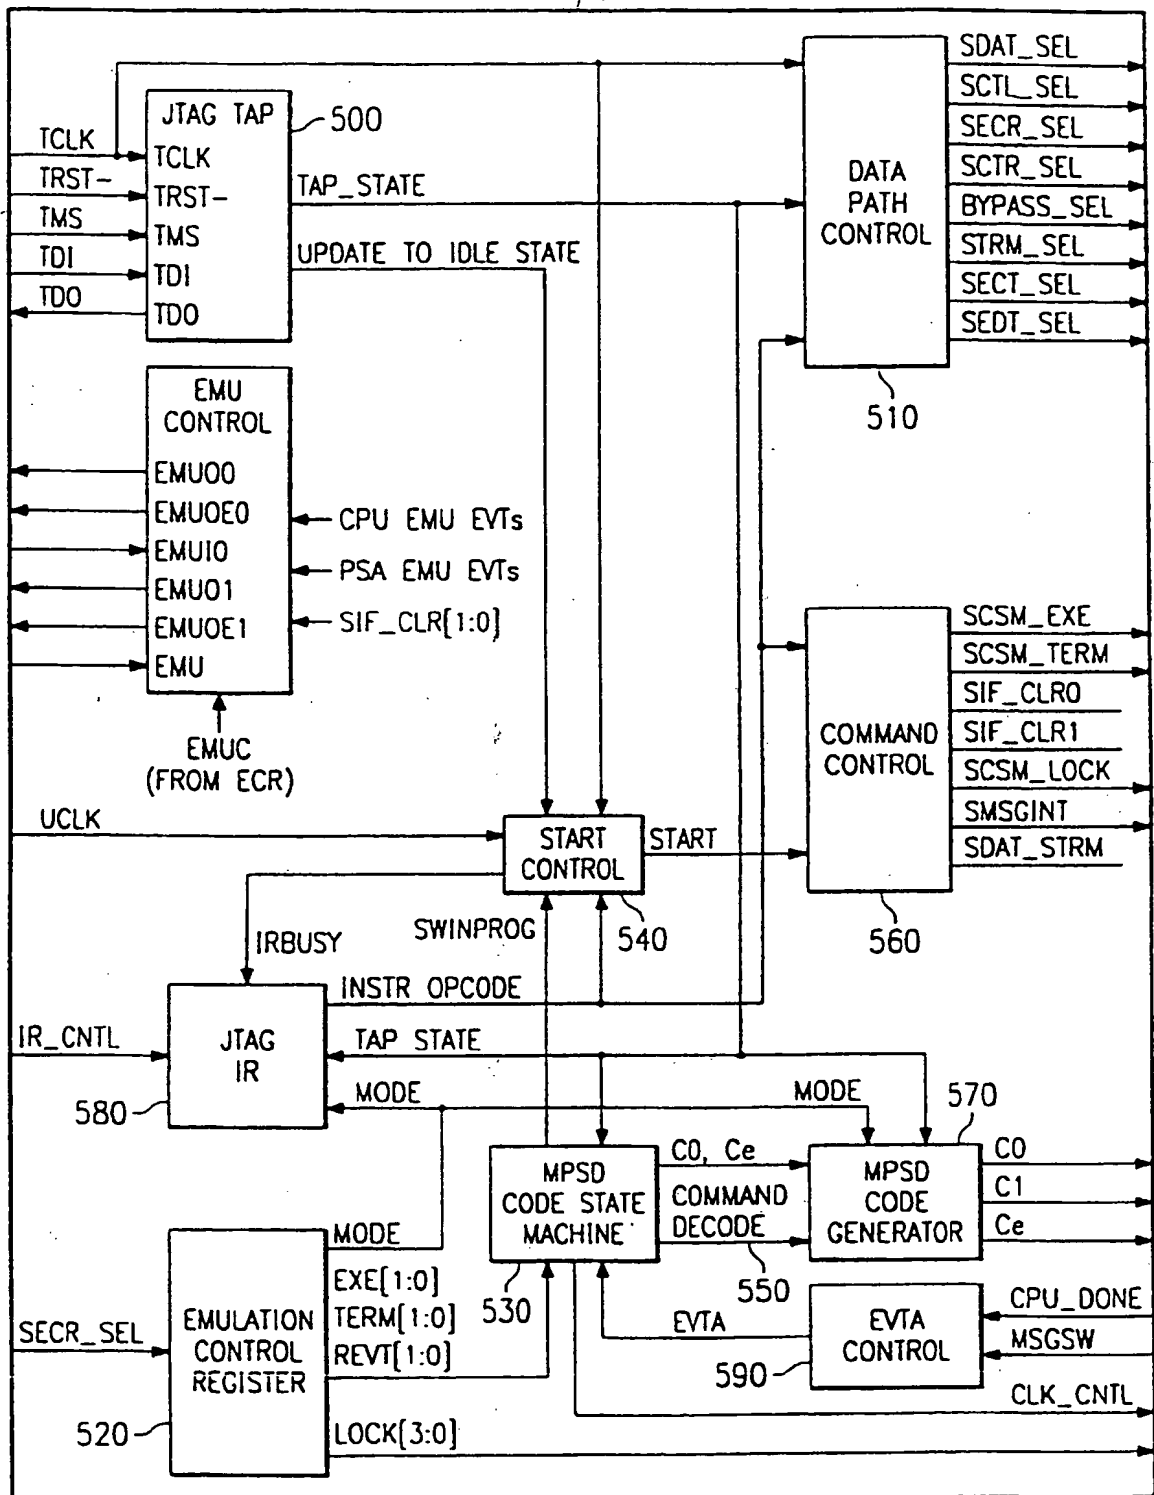 SDAT_SEL
SCTL_SEL
SECR_SEL
SCTR_SEL
BYPASS_SEL
STRM_SEL
SECT_SEL
SEDT_SEL
DATA
PATH
CONTROL
510
JTAG TAP
500
TCLK
TCLK
TRST-
TRST-
TMS
TMS
TDI
TDI
TDO
TDO
TAP_STATE
UPDATE TO IDLE STATE
EMU
CONTROL
EMUO0
EMUOE0
EMUI0
EMUO1
EMUOE1
EMU
CPU EMU EVTs
PSA EMU EVTs
SIF_CLR[1:0]
EMUC
(FROM ECR)
SCSM_EXE
SCSM_TERM
SIF_CLR0
SIF_CLR1
SCSM_LOCK
SMSGINT
SDAT_STRM
COMMAND
CONTROL
560
UCLK
START
CONTROL
START
540
IRBUSY
SWINPROG
INSTR OPCODE
IR_CNTL
JTAG
IR
580
TAP STATE
MODE
MODE
570
MPSD
CODE STATE
MACHINE
530
C0, Ce
COMMAND
DECODE
550
MPSD
CODE
GENERATOR
C0
C1
Ce
MODE
EXE[1:0]
TERM[1:0]
REVT[1:0]
LOCK[3:0]
SECR_SEL
EMULATION
CONTROL
REGISTER
520
EVTA
EVTA
CONTROL
590
CPU_DONE
MSGSW
CLK_CNTL